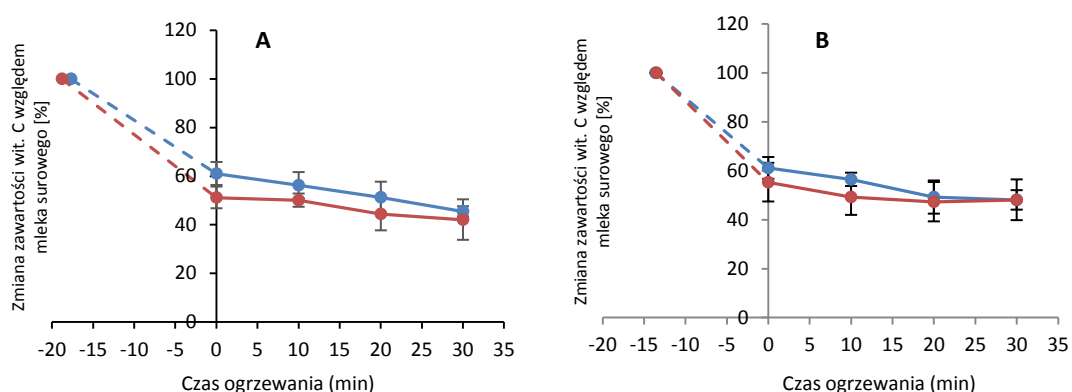 A
Zmiana zawartości wit. C względem
mleka surowego [%]
120
100
80
60
40
20
0
-20 -15 -10 -5 0 5 10 15 20 25 30 35
Czas ogrzewania (min)
B
Zmiana zawartości wit. C względem
mleka surowego [%]
120
100
80
60
40
20
0
-20 -15 -10 -5 0 5 10 15 20 25 30 35
Czas ogrzewania (min)